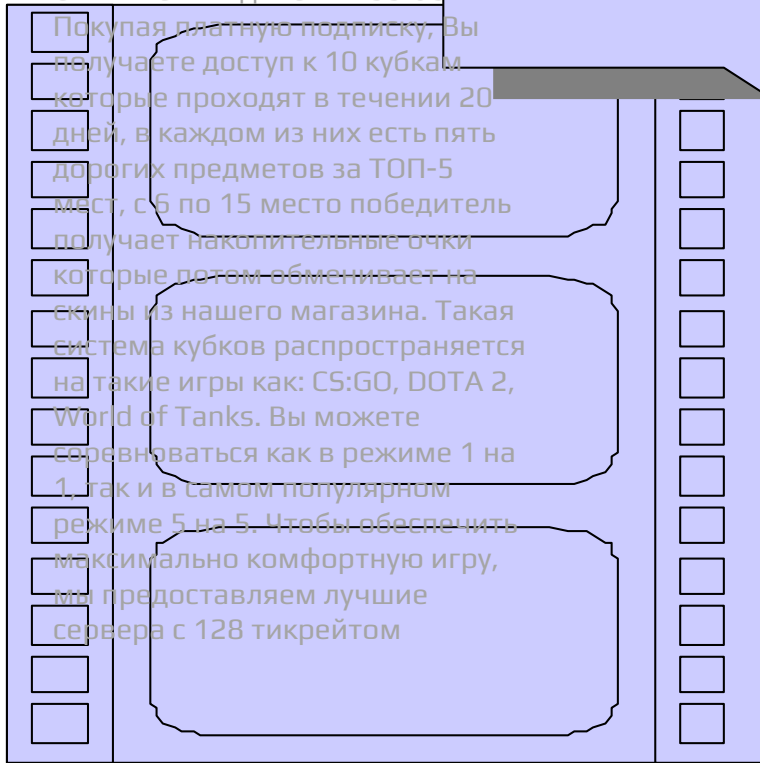 Покупая платную подписку, Вы
получаете доступ к 10 кубкам
которые проходят в течении 20
дней, в каждом из них есть пять
дорогих предметов за ТОП-5
мест, с 6 по 15 место победитель
получает накопительные очки
которые потом обменивает на
скины из нашего магазина. Такая
система кубков распространяется
на такие игры как: CS:GO, DOTA 2,
World of Tanks. Вы можете
соревноваться как в режиме 1 на
1, так и в самом популярном
режиме 5 на 5. Чтобы обеспечить
максимально комфортную игру,
мы предоставляем лучшие
сервера с 128 тикрейтом